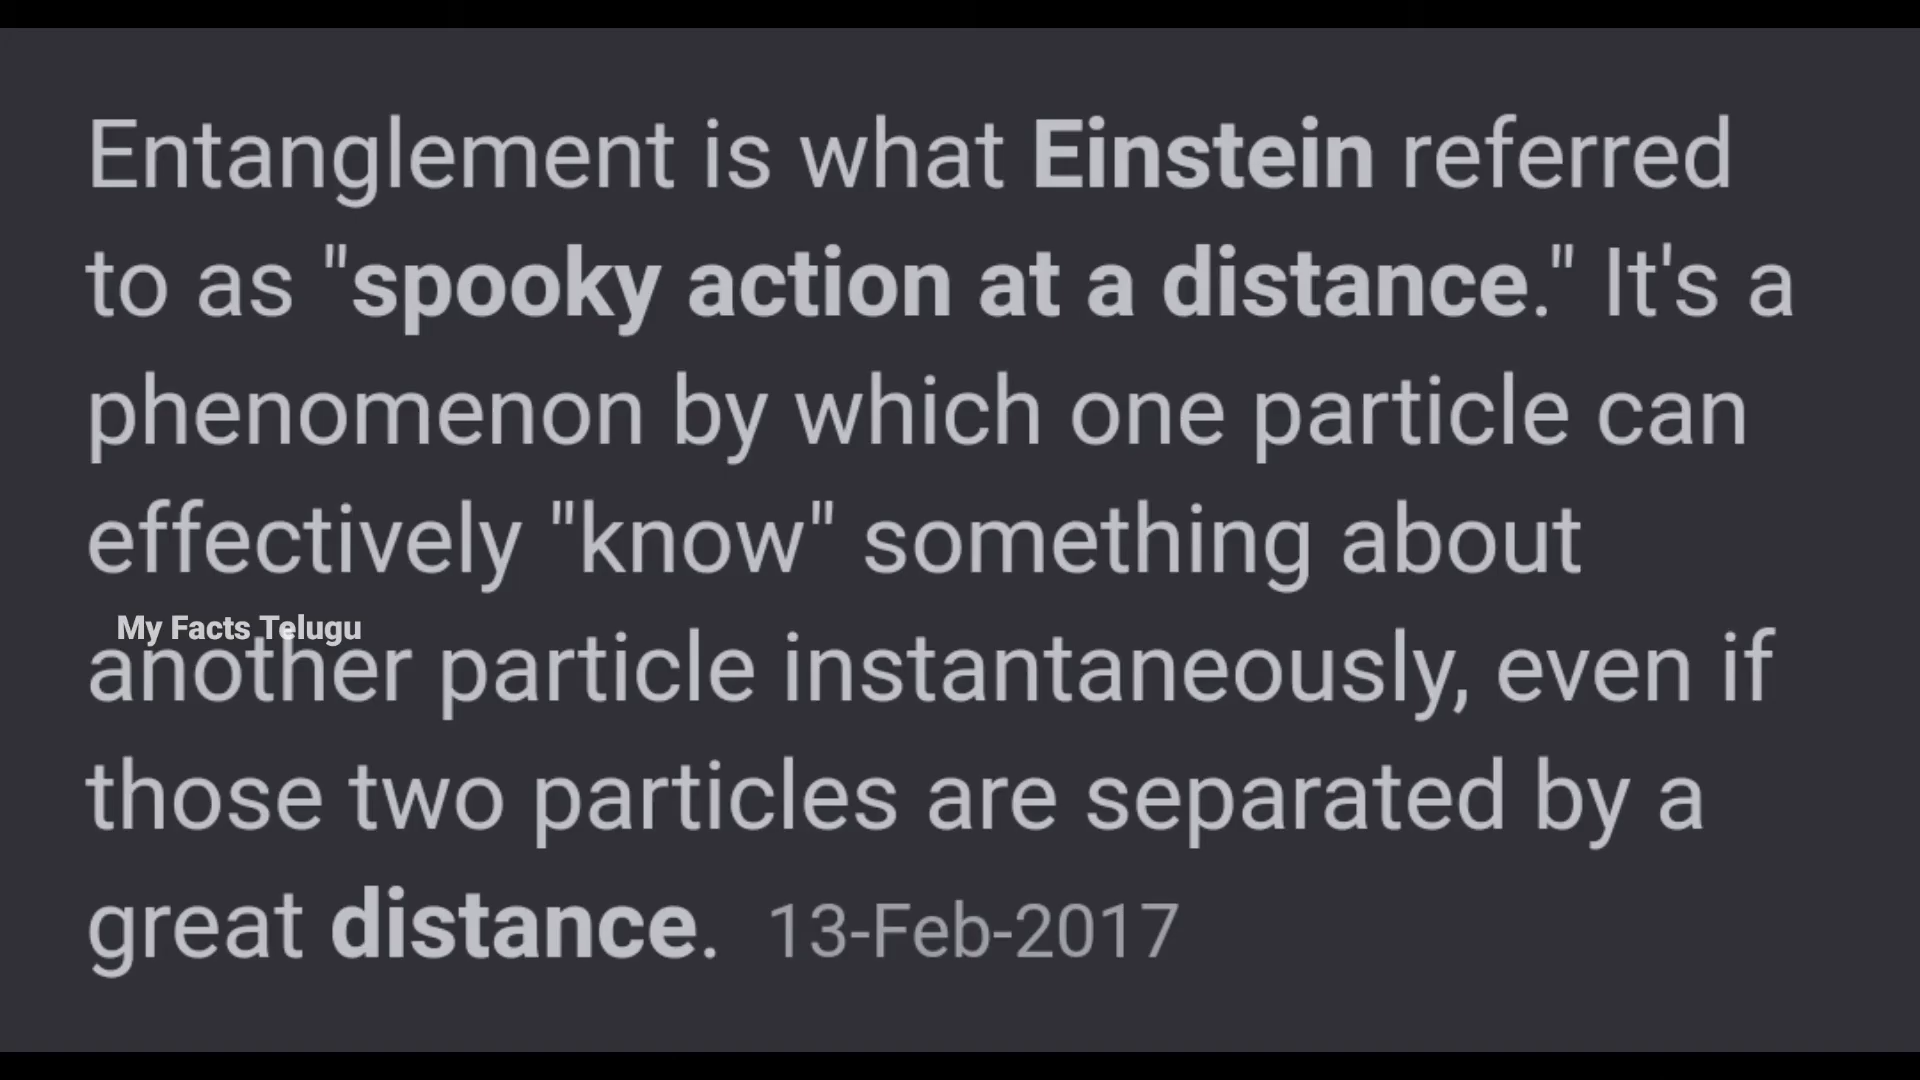 Entanglement is what Einstein referred
to as "spooky action at a distance." It's a
phenomenon by which one particle can
effectively "know" something about
My Facts Telugu
another particle instantaneously, even if
those two particles are separated by a
great distance. 13-Feb-2017